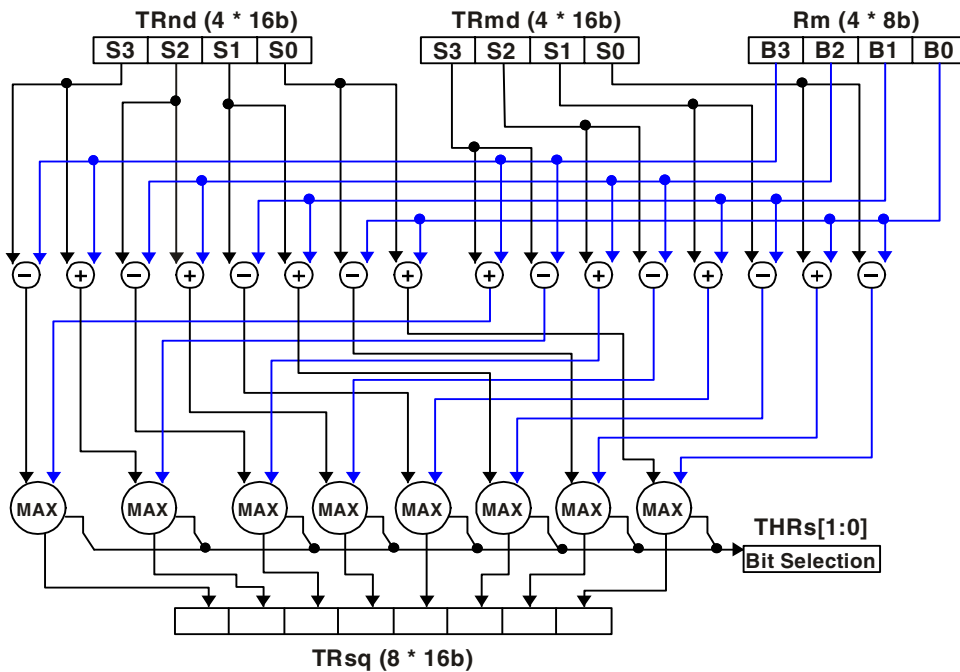 TRnd (4 * 16b) TRmd (4 * 16b) Rm (4 * 8b)
S3 S2 S1 S0 S3 S2 S1 S0 B3 B2 B1 B0
− + − + − + − + + − + − + − + −
MAX MAX MAX MAX MAX MAX MAX MAX
THRs[1:0]
Bit Selection
TRsq (8 * 16b)